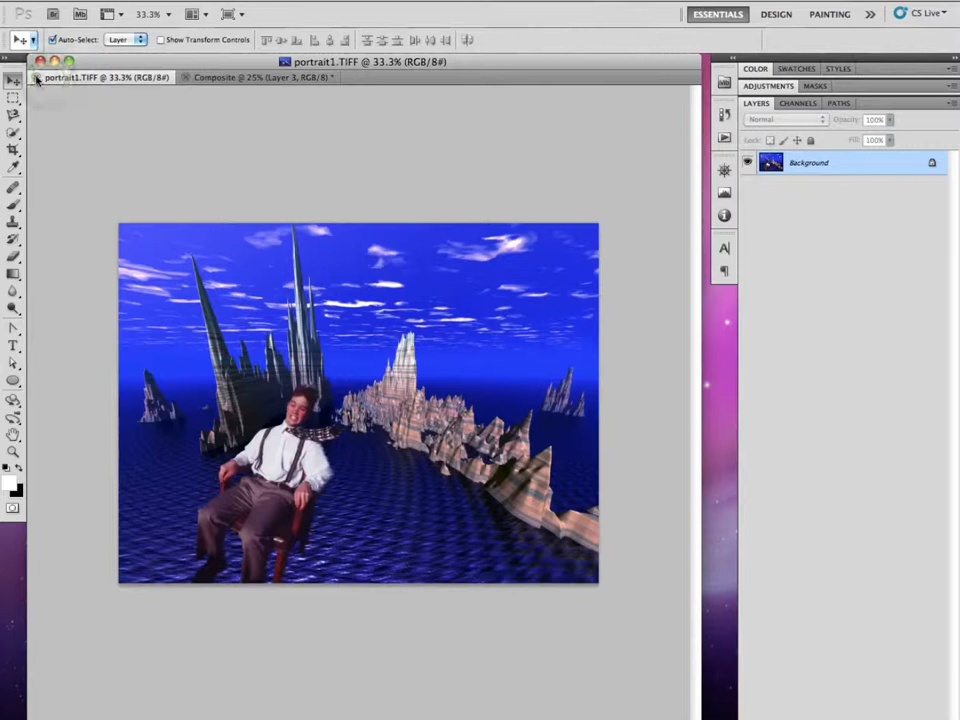 Ps Br Mb 33.3% ESSENTIALS DESIGN PAINTING CS Live
Auto-Select: Layer Show Transform Controls
portrait1.TIFF @ 33.3% (RGB/8#)
portrait1.TIFF @ 33.3% (RGB/8#) Composite @ 25% (Layer 3, RGB/8) *
COLOR SWATCHES STYLES
ADJUSTMENTS MASKS
LAYERS CHANNELS PATHS
Normal Opacity: 100%
Lock: Fill: 100%
Background
Mb
A
T